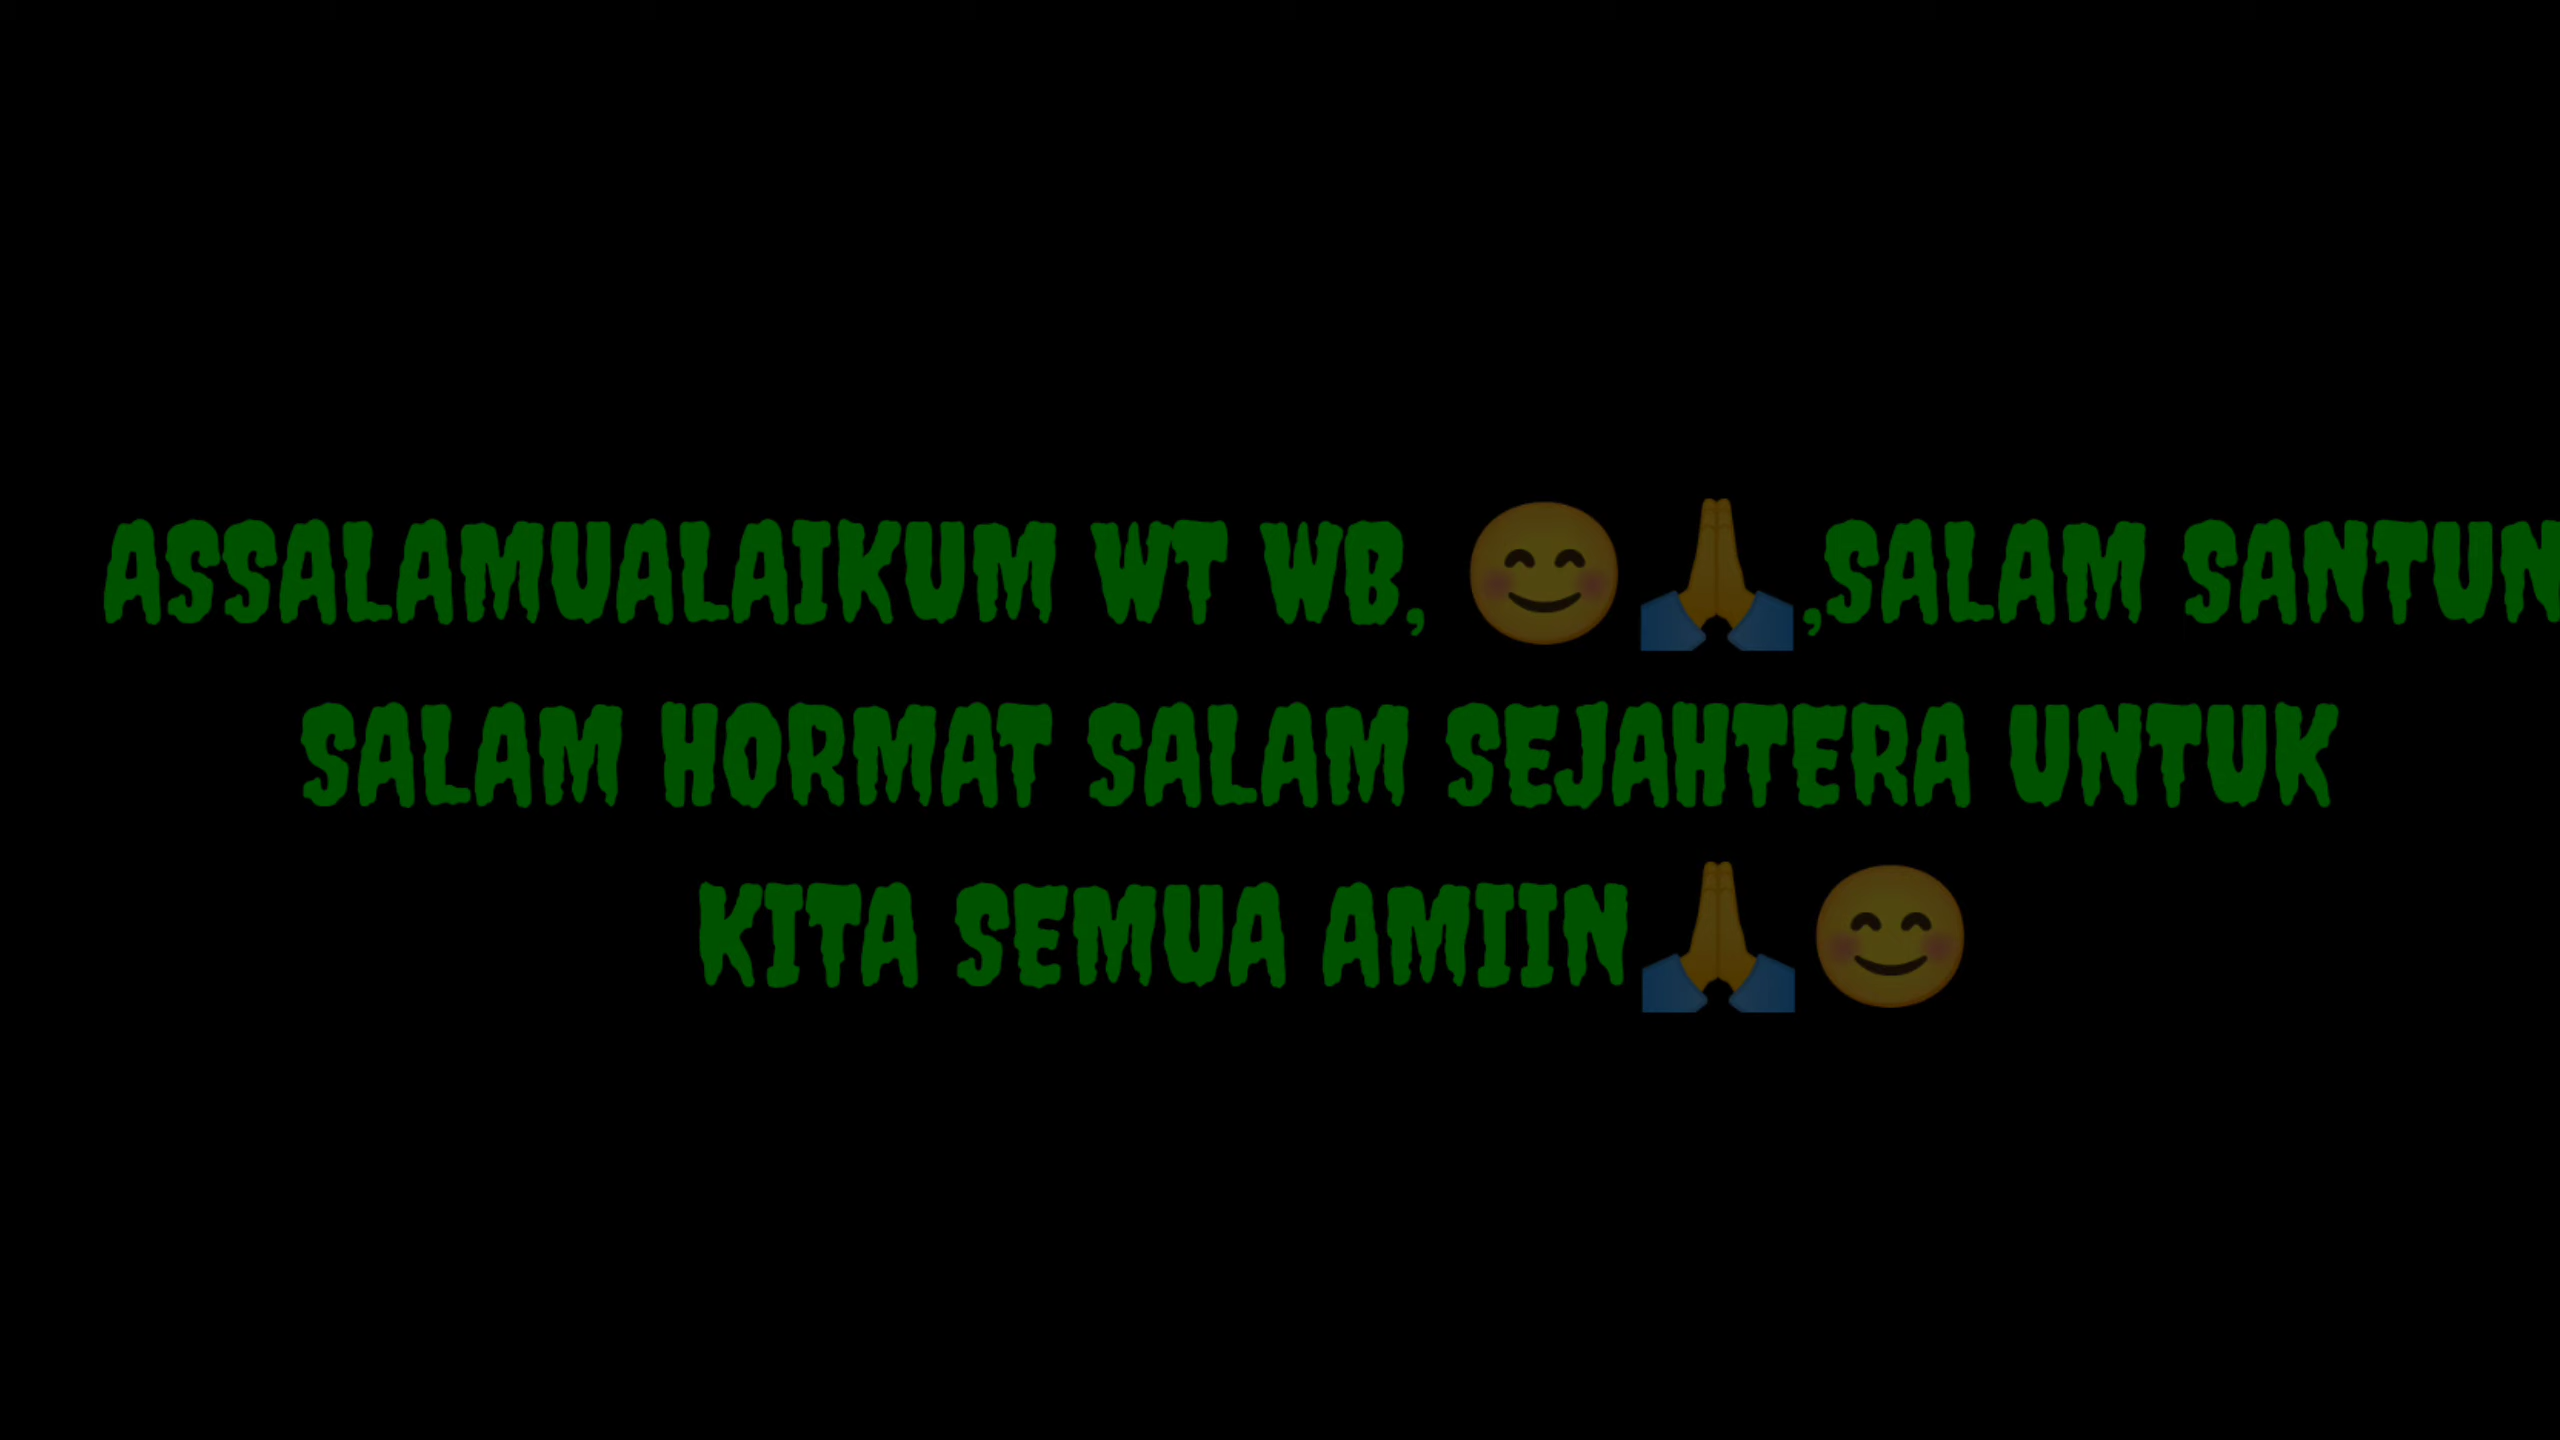 ASSALAMUALAIKUM WT WB, 😊🙏,SALAM SANTUN
SALAM HORMAT SALAM SEJAHTERA UNTUK
KITA SEMUA AMIIN🙏😊